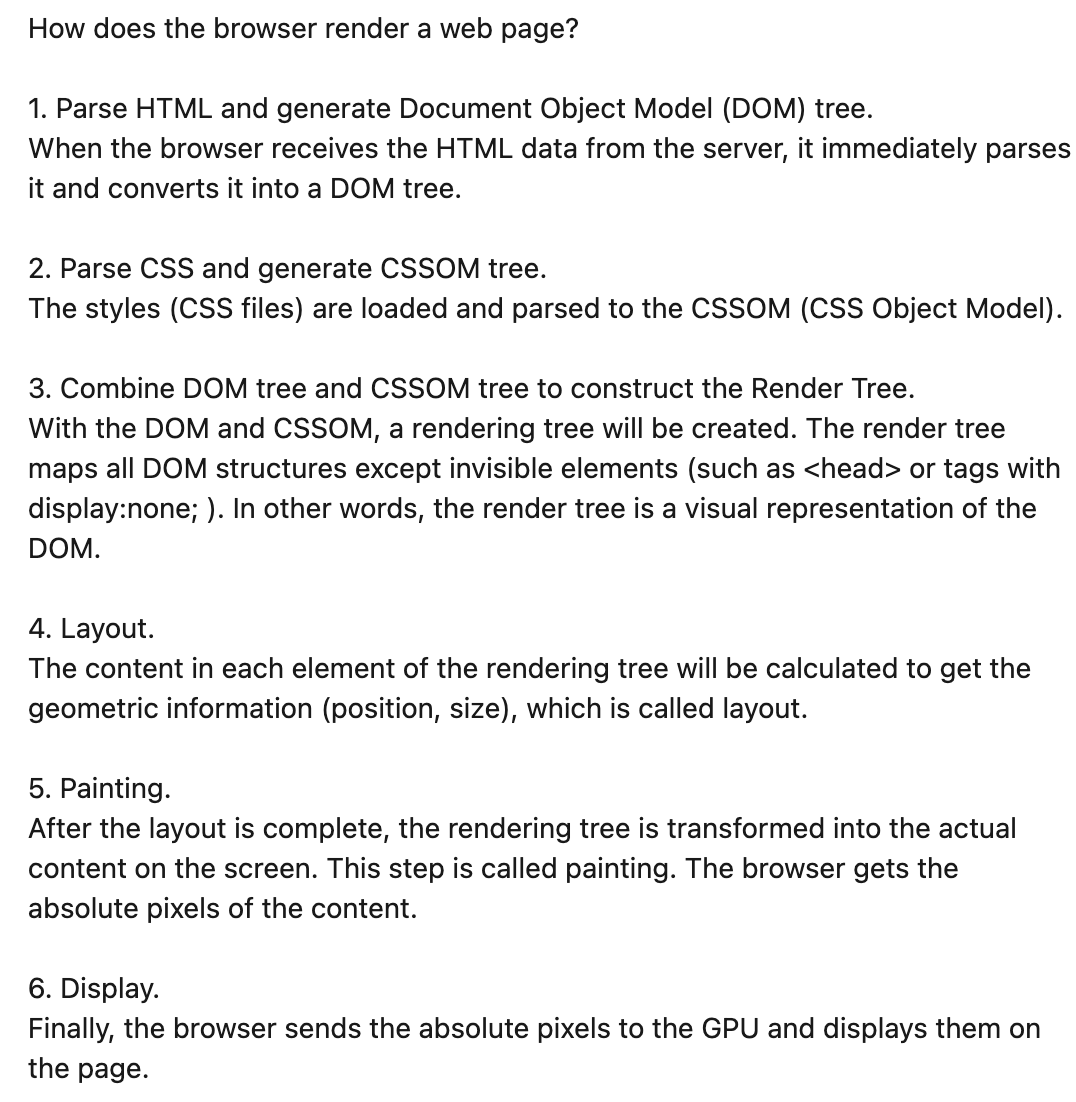 How does the browser render a web page?
1. Parse HTML and generate Document Object Model (DOM) tree.
When the browser receives the HTML data from the server, it immediately parses
it and converts it into a DOM tree.
2. Parse CSS and generate CSSOM tree.
The styles (CSS files) are loaded and parsed to the CSSOM (CSS Object Model).
3. Combine DOM tree and CSSOM tree to construct the Render Tree.
With the DOM and CSSOM, a rendering tree will be created. The render tree
maps all DOM structures except invisible elements (such as <head> or tags with
display:none; ). In other words, the render tree is a visual representation of the
DOM.
4. Layout.
The content in each element of the rendering tree will be calculated to get the
geometric information (position, size), which is called layout.
5. Painting.
After the layout is complete, the rendering tree is transformed into the actual
content on the screen. This step is called painting. The browser gets the
absolute pixels of the content.
6. Display.
Finally, the browser sends the absolute pixels to the GPU and displays them on
the page.